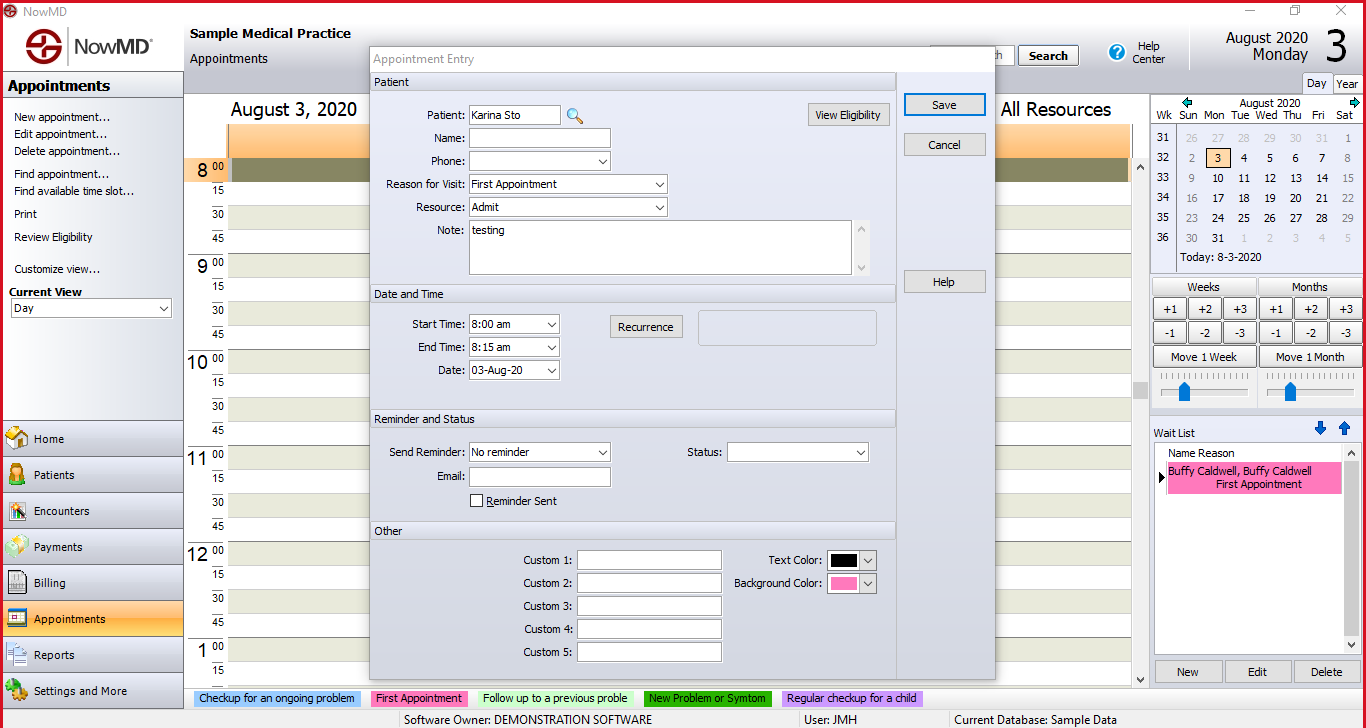 NowMD
NowMD®
Sample Medical Practice
Appointments
Search
Help
Center
August 2020
Monday
3
Appointments
New appointment...
Edit appointment...
Delete appointment...
Find appointment...
Find available time slot...
Print
Review Eligibility
Customize view...
Current View
Day
Home
Patients
Encounters
Payments
Billing
Appointments
Reports
Settings and More
August 3, 2020
All Resources
8 00
15
30
45
9 00
15
30
45
10 00
15
30
45
11 00
15
30
45
12 00
15
30
45
1 00
15
Appointment Entry
Patient
Patient: Karina Sto
View Eligibility
Name:
Phone:
Reason for Visit: First Appointment
Resource: Admit
Note: testing
Save
Cancel
Help
Date and Time
Start Time: 8:00 am
Recurrence
End Time: 8:15 am
Date: 03-Aug-20
Reminder and Status
Send Reminder: No reminder
Status:
Email:
Reminder Sent
Other
Custom 1:
Text Color:
Custom 2:
Background Color:
Custom 3:
Custom 4:
Custom 5:
Day Year
August 2020
Wk Sun Mon Tue Wed Thu Fri Sat
31 26 27 28 29 30 31 1
32 2 3 4 5 6 7 8
33 9 10 11 12 13 14 15
34 16 17 18 19 20 21 22
35 23 24 25 26 27 28 29
36 30 31 1 2 3 4 5
Today: 8-3-2020
Weeks Months
+1 +2 +3 +1 +2 +3
-1 -2 -3 -1 -2 -3
Move 1 Week Move 1 Month
Wait List
Name Reason
Buffy Caldwell, Buffy Caldwell
First Appointment
New Edit Delete
Checkup for an ongoing problem First Appointment Follow up to a previous proble New Problem or Symtom Regular checkup for a child
Software Owner: DEMONSTRATION SOFTWARE User: JMH Current Database: Sample Data